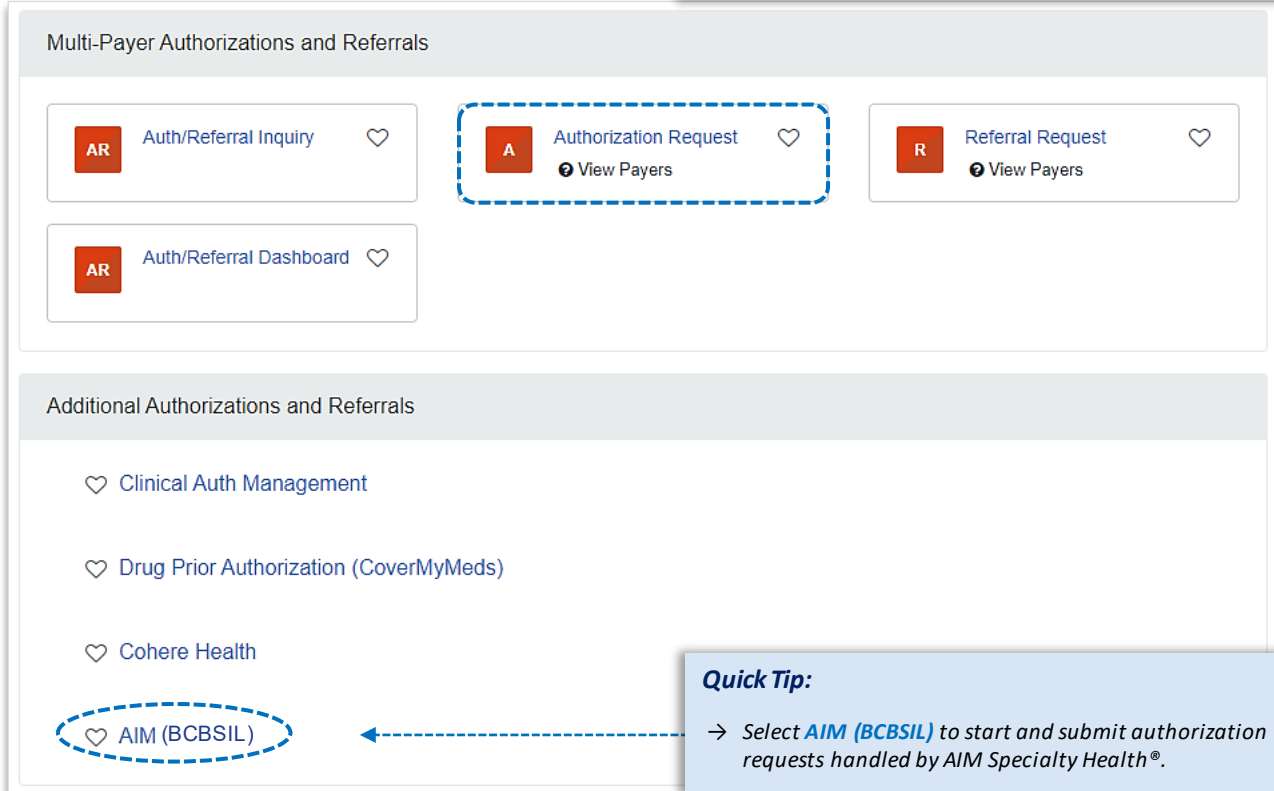 Multi-Payer Authorizations and Referrals
AR Auth/Referral Inquiry
A Authorization Request
? View Payers
R Referral Request
? View Payers
AR Auth/Referral Dashboard
Additional Authorizations and Referrals
Clinical Auth Management
Drug Prior Authorization (CoverMyMeds)
Cohere Health
AIM (BCBSIL)
Quick Tip:
→ Select AIM (BCBSIL) to start and submit authorization
requests handled by AIM Specialty Health®.